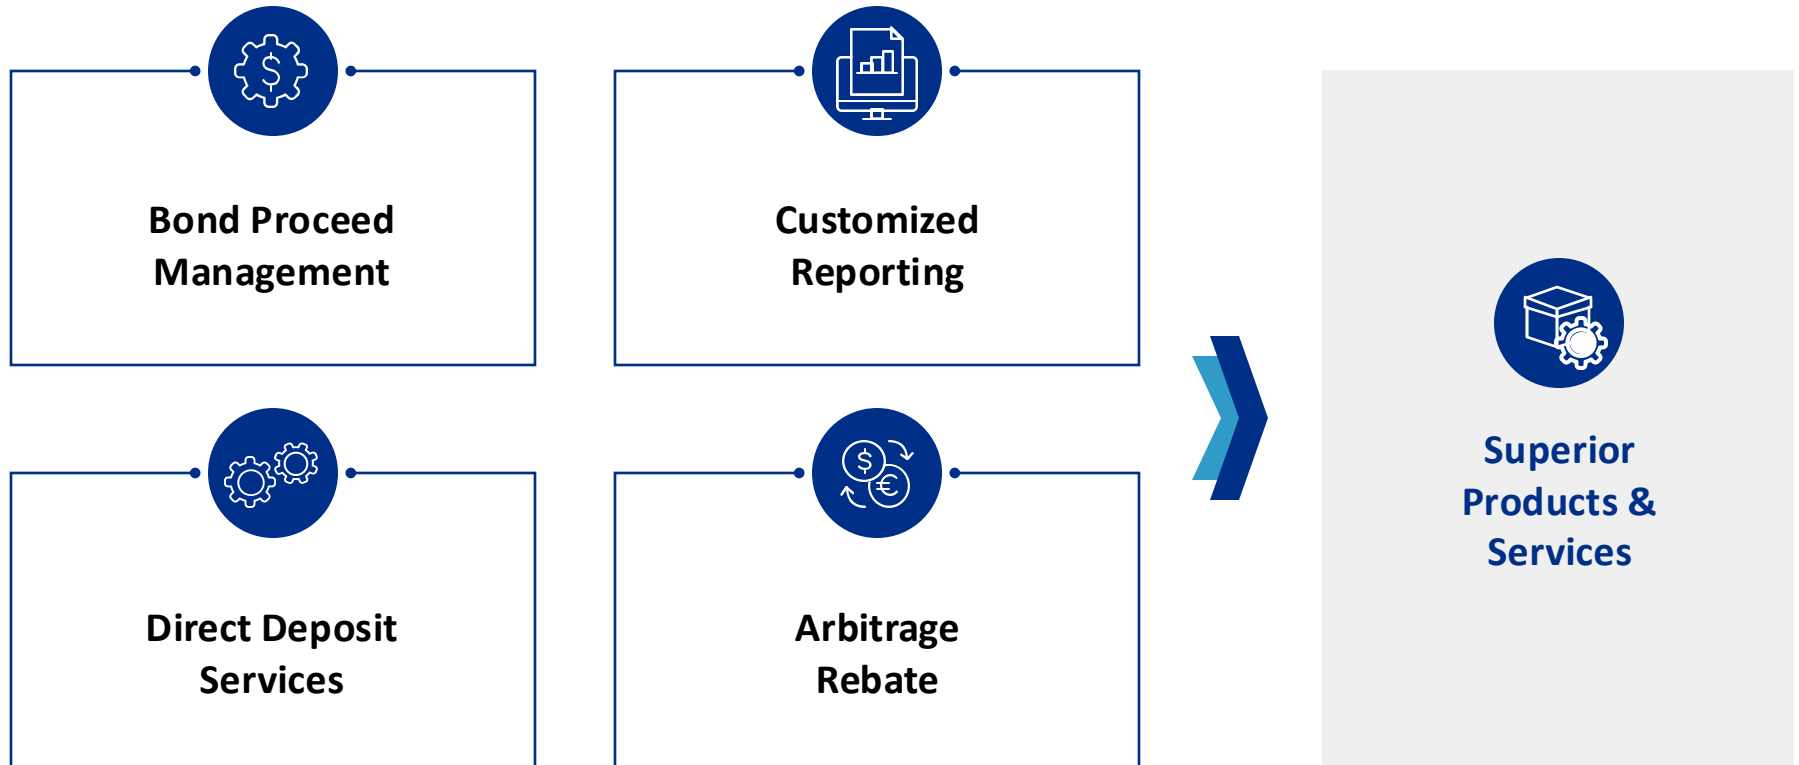 Bond Proceed
Management
Customized
Reporting
Direct Deposit
Services
Arbitrage
Rebate
Superior
Products &
Services
$
$
€